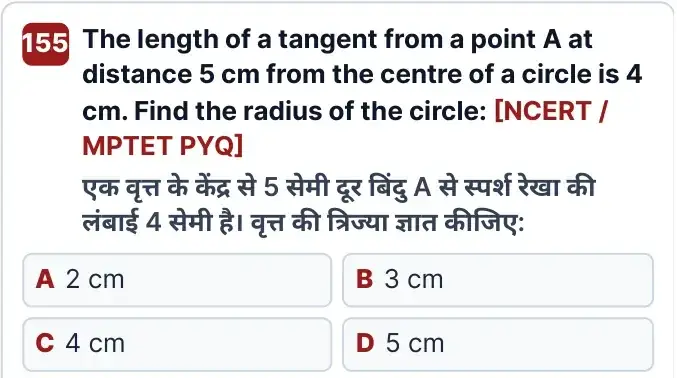 155 The length of a tangent from a point A at
distance 5 cm from the centre of a circle is 4
cm. Find the radius of the circle: [NCERT /
MPTET PYQ]
एक वृत्त के केंद्र से 5 सेमी दूर बिंदु A से स्पर्श रेखा की
लंबाई 4 सेमी है। वृत्त की त्रिज्या ज्ञात कीजिए:
A 2 cm
B 3 cm
C 4 cm
D 5 cm